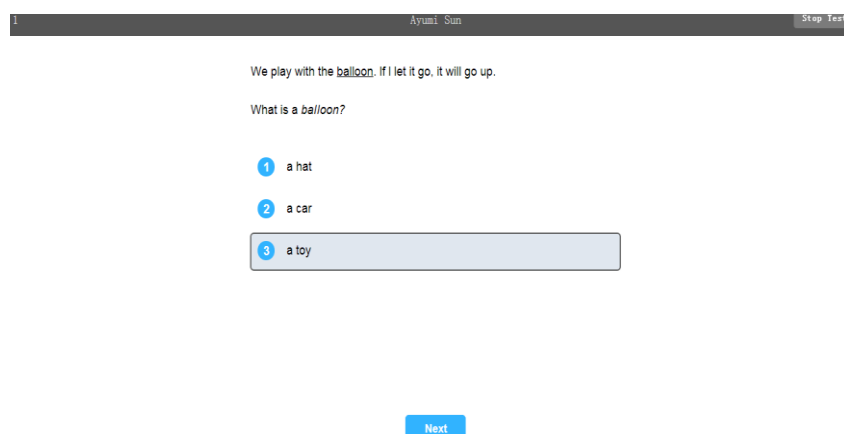 1 Ayumi Sun Stop Test
We play with the balloon. If I let it go, it will go up.
What is a balloon?
1 a hat
2 a car
3 a toy
Next